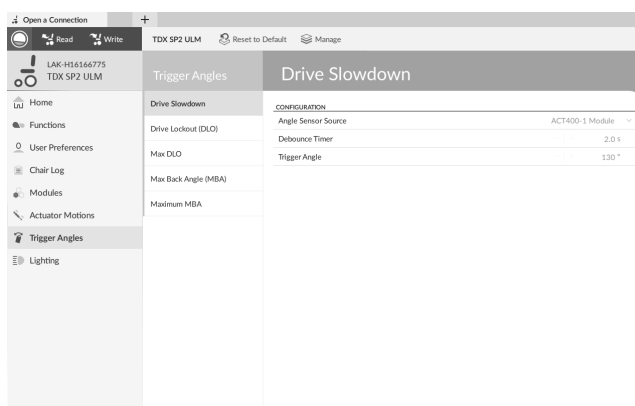 Open a Connection
+
Read
Write
TDX SP2 ULM
Reset to Default
Manage
LAK-H16166775
TDX SP2 ULM
Home
Functions
User Preferences
Chair Log
Modules
Actuator Motions
Trigger Angles
Lighting
Trigger Angles
Drive Slowdown
Drive Lockout (DLO)
Max DLO
Max Back Angle (MBA)
Maximum MBA
Drive Slowdown
CONFIGURATION
Angle Sensor Source ACT400-1 Module
Debounce Timer 2.0 s
Trigger Angle 130 °